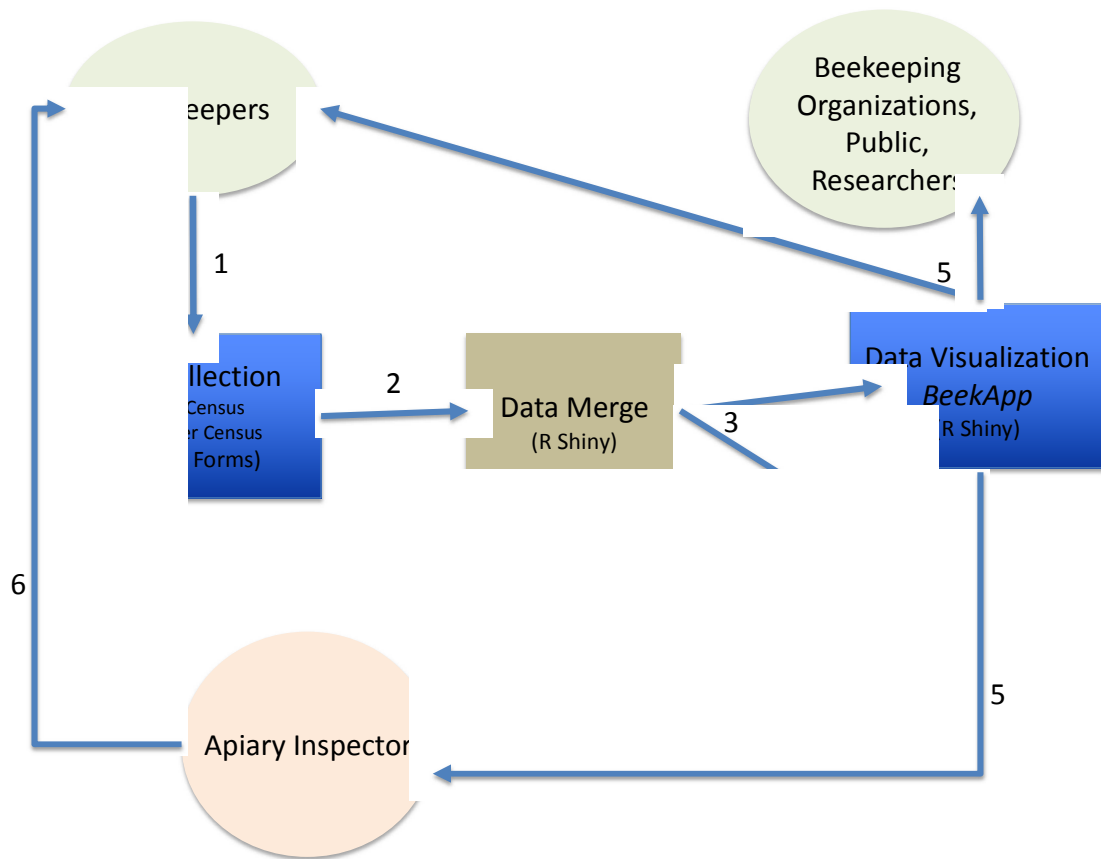 eepers
Beekeeping
Organizations,
Public,
Researchers
1
5
llection
Census
er Census
Forms)
2
Data Merge
(R Shiny)
3
Data Visualization
BeekApp
(R Shiny)
6
5
Apiary Inspector